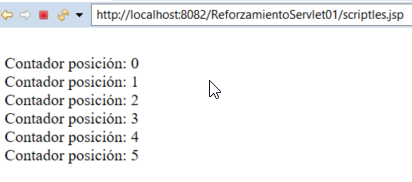 http://localhost:8082/ReforzamientoServlet01/scriptles.jsp
Contador posición: 0
Contador posición: 1
Contador posición: 2
Contador posición: 3
Contador posición: 4
Contador posición: 5